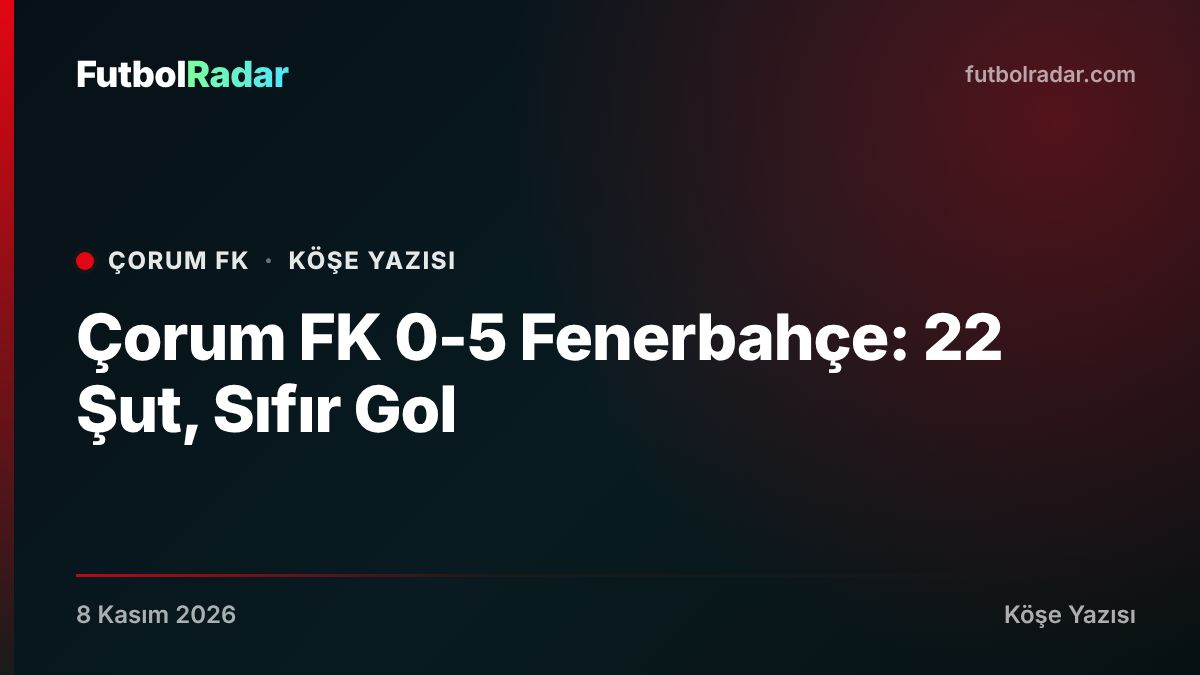 FutbolRadar
futbolradar.com
ÇORUM FK · KÖŞE YAZISI
Çorum FK 0-5 Fenerbahçe: 22
Şut, Sıfır Gol
8 Kasım 2026
Köşe Yazısı